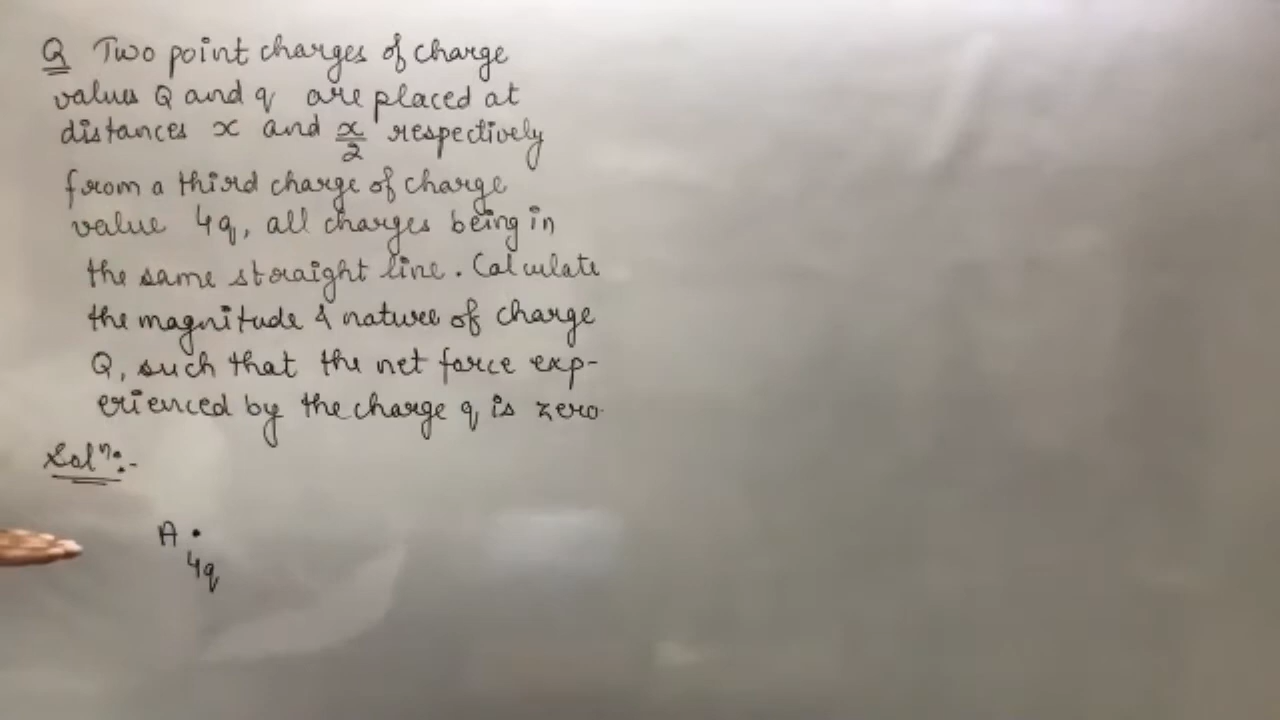 Q Two point charges of charge
values Q and q are placed at
distances x and x/2 respectively
from a third charge of charge
value 4q, all charges being in
the same straight line. Calculate
the magnitude & nature of charge
Q, such that the net force exp-
erienced by the charge q is zero.
Solⁿ:-
A •
4q